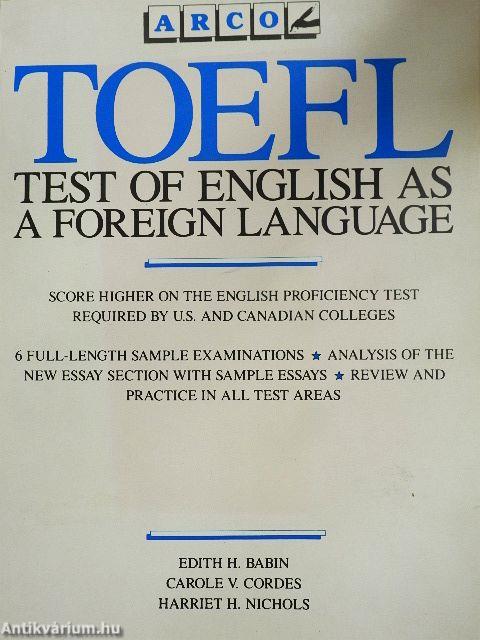 ARCO
TOEFL
TEST OF ENGLISH AS
A FOREIGN LANGUAGE
SCORE HIGHER ON THE ENGLISH PROFICIENCY TEST
REQUIRED BY U.S. AND CANADIAN COLLEGES
6 FULL-LENGTH SAMPLE EXAMINATIONS ★ ANALYSIS OF THE
NEW ESSAY SECTION WITH SAMPLE ESSAYS ★ REVIEW AND
PRACTICE IN ALL TEST AREAS
EDITH H. BABIN
CAROLE V. CORDES
HARRIET H. NICHOLS
Antikvárium.hu